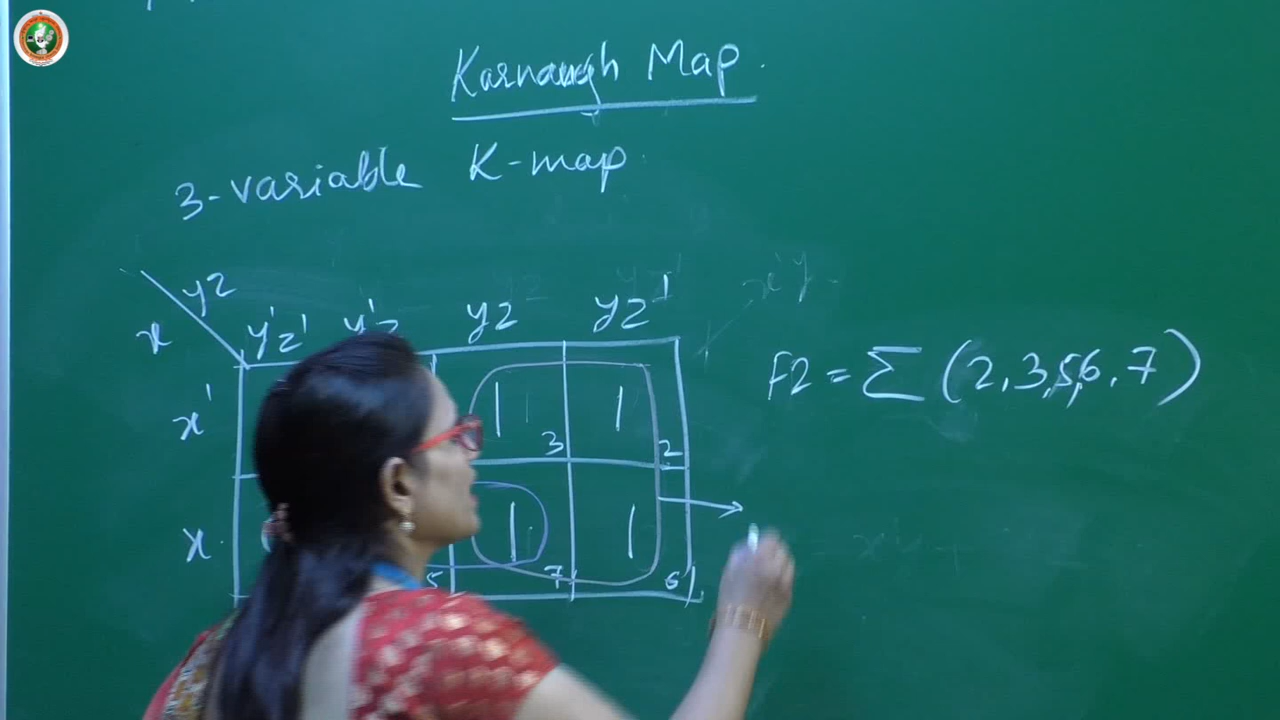 Karnaugh Map.
3-variable K-map.
yz
x
y'z' y'z yz yz'
x' 1 1
3 2
x 1 1
5 7 6
F2 = Σ (2,3,5,6,7)